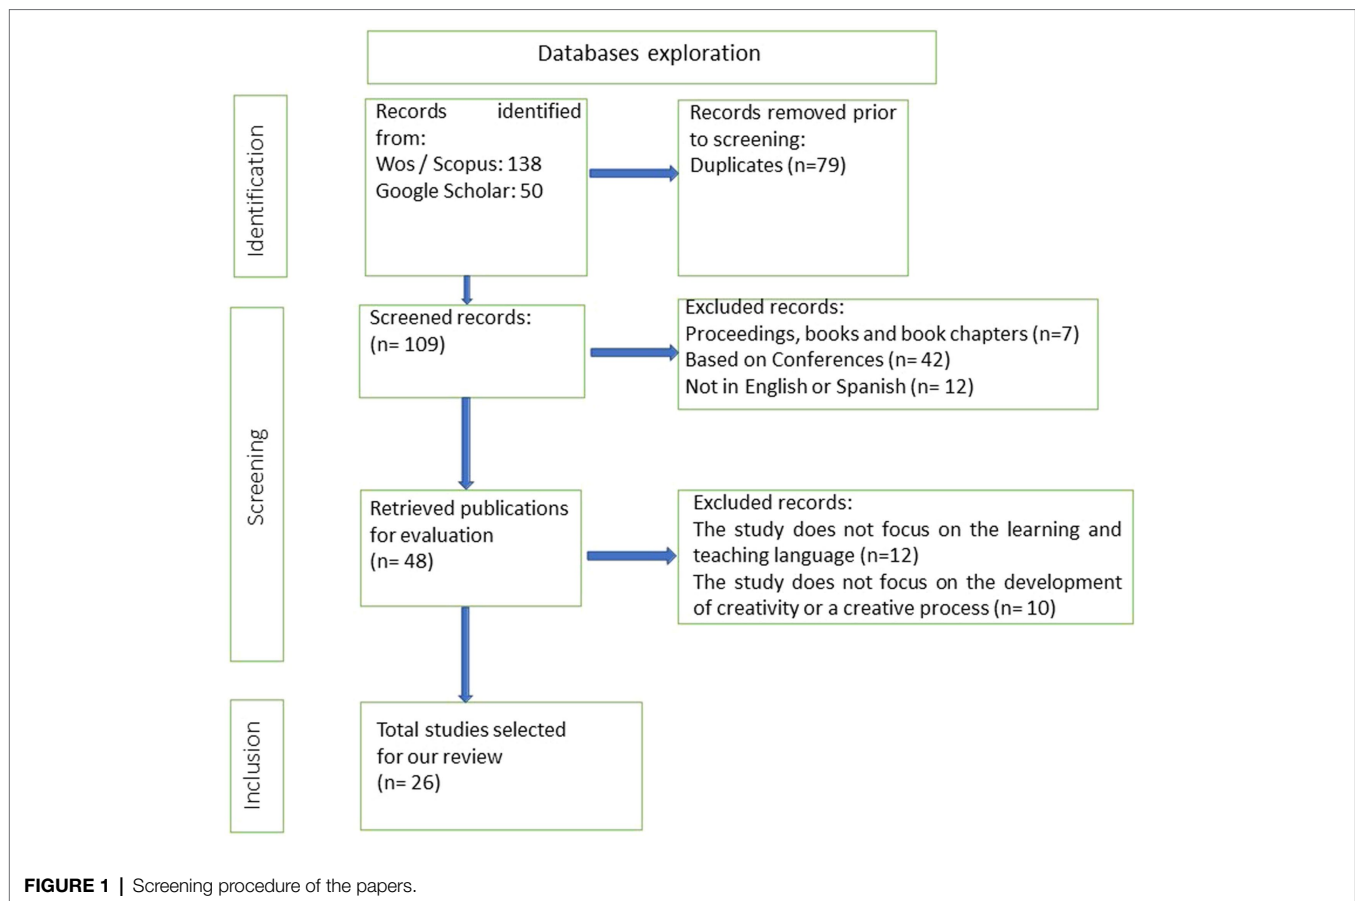 Databases exploration
Identification
Records identified
from:
Wos / Scopus: 138
Google Scholar: 50
Records removed prior
to screening:
Duplicates (n=79)
Screening
Screened records:
(n= 109)
Excluded records:
Proceedings, books and book chapters (n=7)
Based on Conferences (n= 42)
Not in English or Spanish (n= 12)
Retrieved publications
for evaluation
(n= 48)
Excluded records:
The study does not focus on the learning and
teaching language (n=12)
The study does not focus on the development
of creativity or a creative process (n= 10)
Inclusion
Total studies selected
for our review
(n= 26)
FIGURE 1 | Screening procedure of the papers.